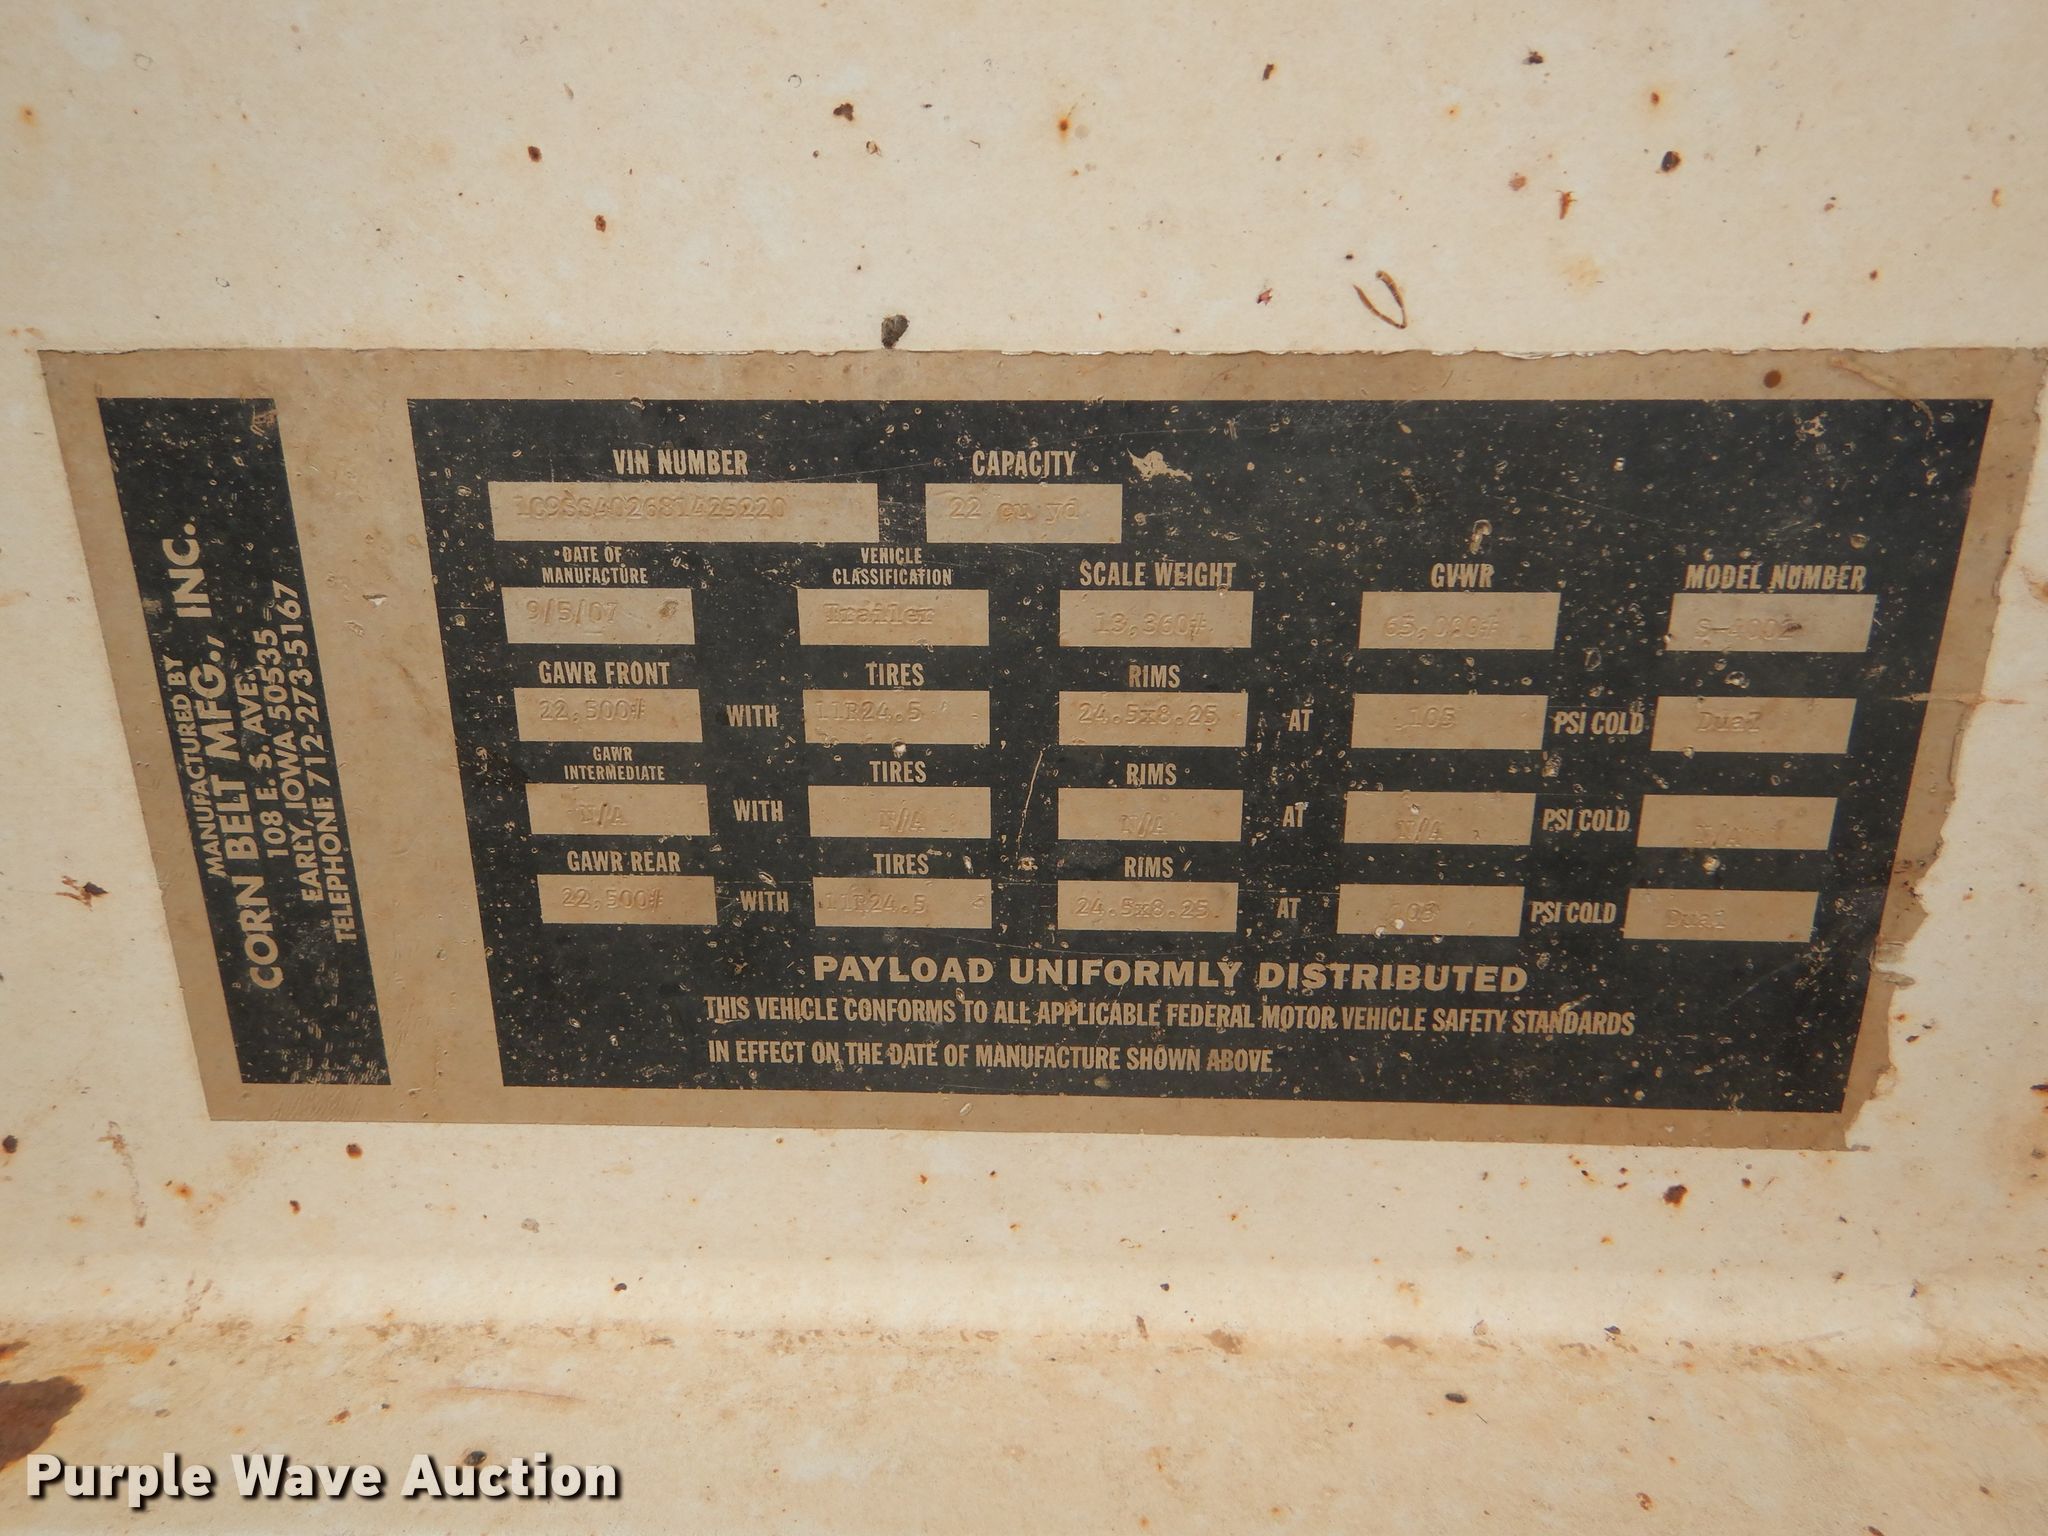 MANUFACTURED BY
CORN BELT MFG., INC.
108 E. S. AVE.
EARLY, IOWA 50535
TELEPHONE 712-273-5167
VIN NUMBER CAPACITY
1C9SS402681425220 22 cu yd
DATE OF MANUFACTURE VEHICLE CLASSIFICATION SCALE WEIGHT GVWR MODEL NUMBER
9/5/07 Trailer 13,360# S-4002
GAWR FRONT TIRES RIMS
22,500# WITH 11R24.5 24.5x8.25 , AT 105 PSI COLD Dual
GAWR INTERMEDIATE TIRES RIMS
N/A WITH N/A , N/A , AT N/A PSI COLD N/A
GAWR REAR TIRES RIMS
22,500# WITH 11R24.5 , 24.5x8.25 , AT PSI COLD Dual
PAYLOAD UNIFORMLY DISTRIBUTED
THIS VEHICLE CONFORMS TO ALL APPLICABLE FEDERAL MOTOR VEHICLE SAFETY STANDARDS
IN EFFECT ON THE DATE OF MANUFACTURE SHOWN ABOVE
Purple Wave Auction